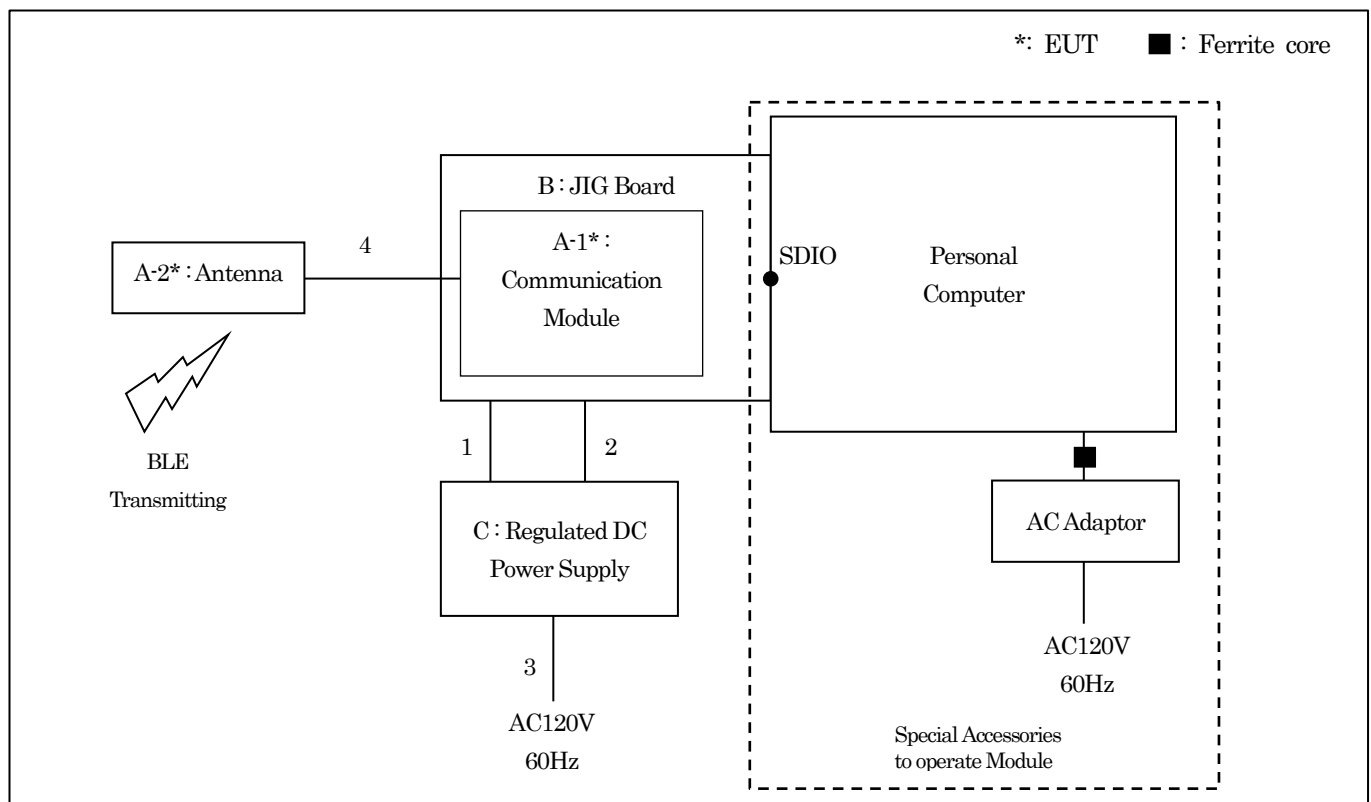 *: EUT ■ : Ferrite core
B : JIG Board
A-1* :
Communication
Module
4
A-2* : Antenna
SDIO
Personal
Computer
BLE
Transmitting
1
2
C : Regulated DC
Power Supply
AC Adaptor
3
AC120V
60Hz
AC120V
60Hz
Special Accessories
to operate Module